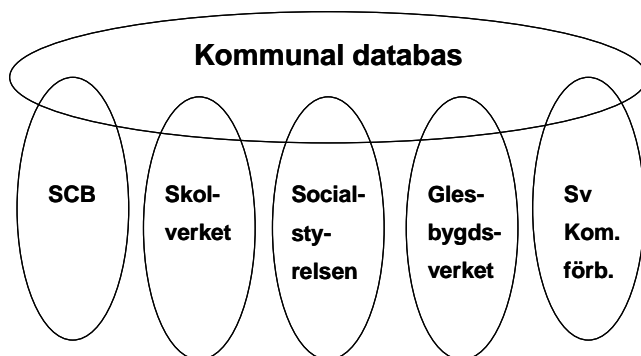 Kommunal databas
SCB
Skol-
verket
Social-
sty-
relsen
Gles-
bygds-
verket
Sv
Kom.
förb.